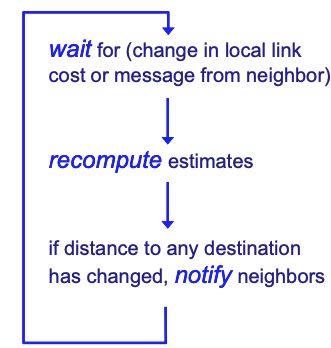 wait for (change in local link
cost or message from neighbor)
recompute estimates
if distance to any destination
has changed, notify neighbors